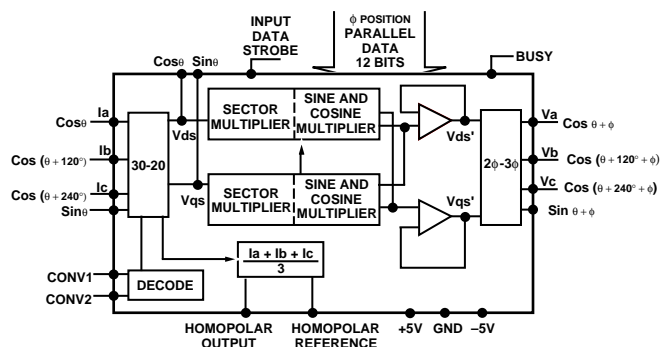 INPUT
DATA
STROBE
ϕ POSITION
PARALLEL
DATA
12 BITS
BUSY
Cosθ Sinθ
Ia
Cosθ
Ib
Cos (θ + 120°)
Ic
Cos (θ + 240°)
Sinθ
30-20
Vds
Vqs
SECTOR
MULTIPLIER
SINE AND
COSINE
MULTIPLIER
SECTOR
MULTIPLIER
SINE AND
COSINE
MULTIPLIER
Vds'
Vqs'
2ϕ-3ϕ
Va
Cos θ + ϕ
Vb
Cos (θ + 120° + ϕ)
Vc
Cos (θ + 240° + ϕ)
Sin θ + ϕ
Ia + Ib + Ic
3
CONV1
CONV2
DECODE
HOMOPOLAR
OUTPUT
HOMOPOLAR
REFERENCE
+5V GND –5V